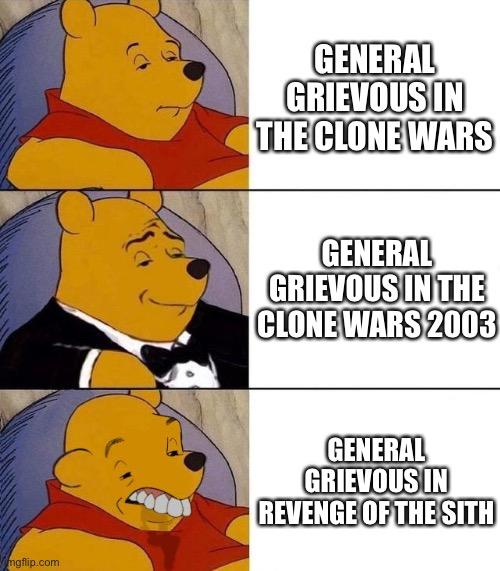 GENERAL
GRIEVOUS IN
THE CLONE WARS
GENERAL
GRIEVOUS IN THE
CLONE WARS 2003
GENERAL
GRIEVOUS IN
REVENGE OF THE SITH
imgflip.com